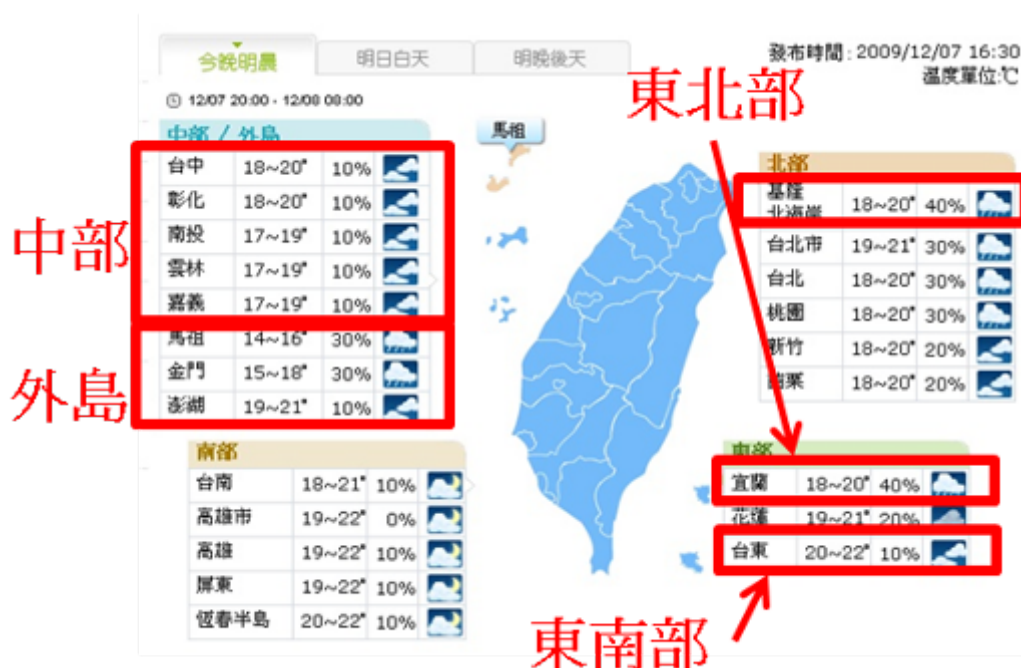 今晚明晨
明日白天
明晚後天
發布時間:2009/12/07 16:30
溫度單位:℃
12/07 20:00 - 12/08 08:00
東北部
中部 / 外島
馬祖
北部
台中 18~20° 10%
彰化 18~20° 10%
南投 17~19° 10%
雲林 17~19° 10%
嘉義 17~19° 10%
馬祖 14~16° 30%
金門 15~18° 30%
澎湖 19~21° 10%
中部
外島
基隆
北海岸 18~20° 40%
台北市 19~21° 30%
台北 18~20° 30%
桃園 18~20° 30%
新竹 18~20° 20%
苗栗 18~20° 20%
南部
台南 18~21° 10%
高雄市 19~22° 0%
高雄 19~22° 10%
屏東 19~22° 10%
恆春半島 20~22° 10%
東部
宜蘭 18~20° 40%
花蓮 19~21° 20%
台東 20~22° 10%
東南部